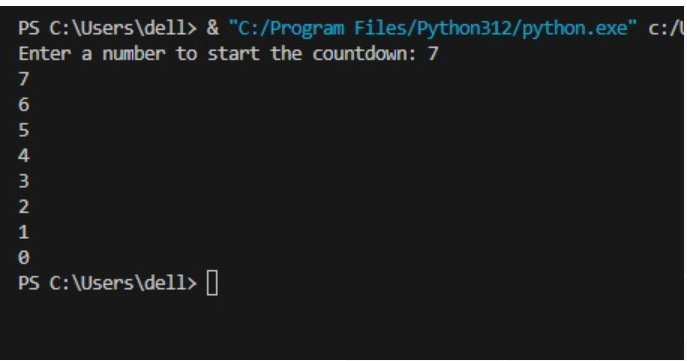 PS C:\Users\dell> & "C:/Program Files/Python312/python.exe" c:/
Enter a number to start the countdown: 7
7
6
5
4
3
2
1
0
PS C:\Users\dell>